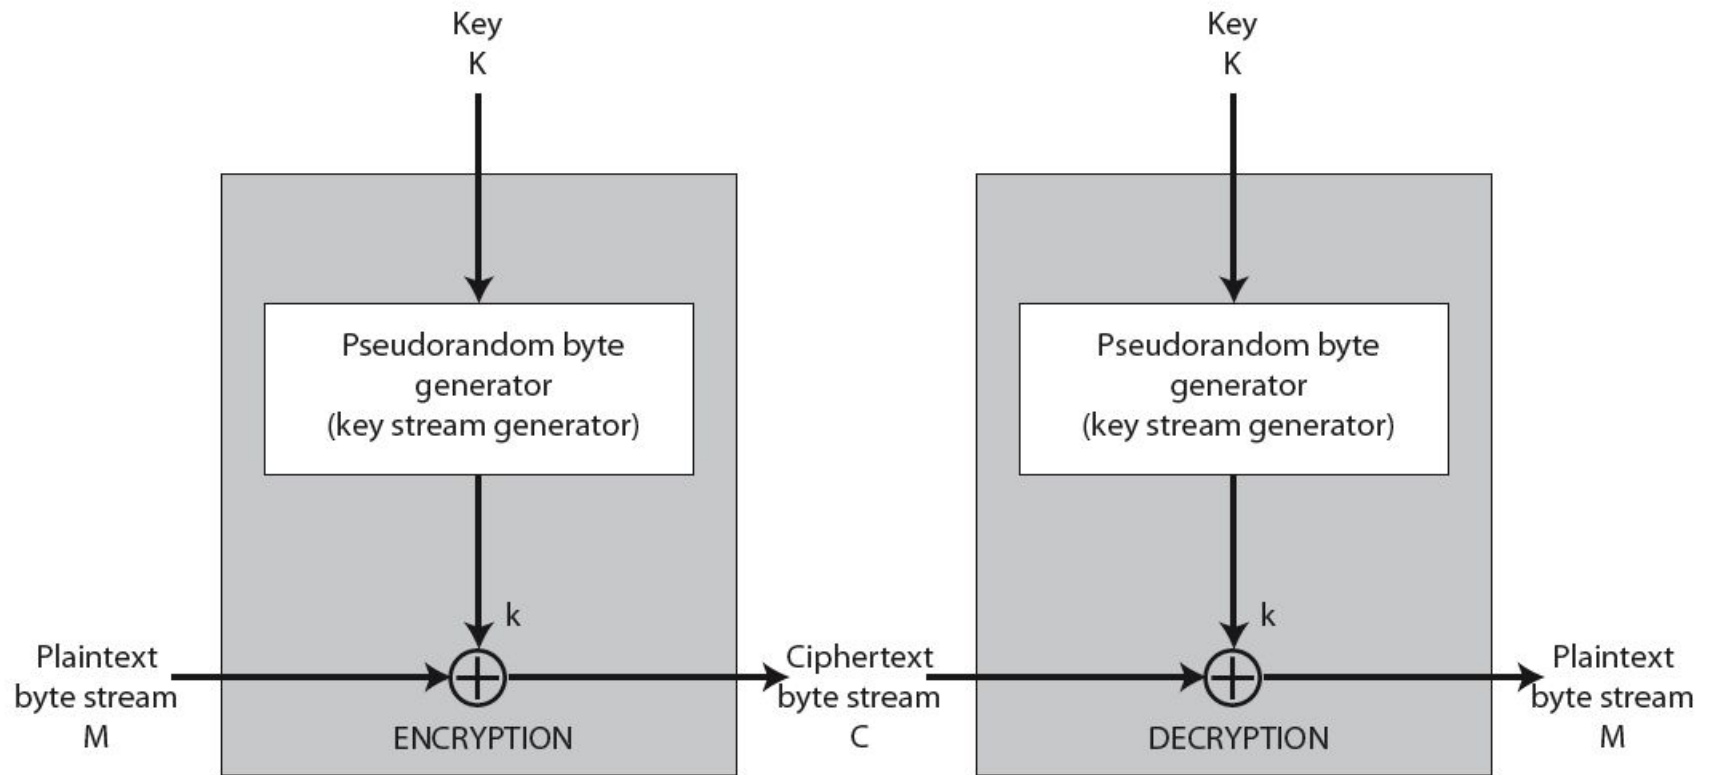 Key
K
Key
K
Pseudorandom byte
generator
(key stream generator)
Pseudorandom byte
generator
(key stream generator)
k
k
Plaintext
byte stream
M
ENCRYPTION
Ciphertext
byte stream
C
DECRYPTION
Plaintext
byte stream
M